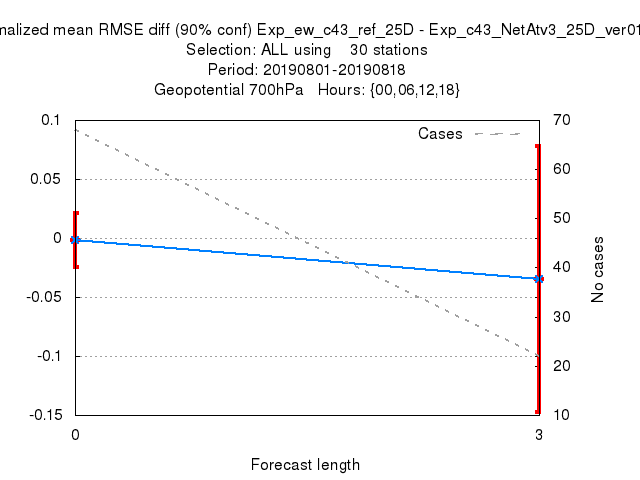 malized mean RMSE diff (90% conf) Exp_ew_c43_ref_25D - Exp_c43_NetAtv3_25D_ver01
Selection: ALL using 30 stations
Period: 20190801-20190818
Geopotential 700hPa Hours: {00,06,12,18}
Cases
0.1
0.05
0
-0.05
-0.1
-0.15
70
60
50
40
30
20
10
No cases
0
3
Forecast length